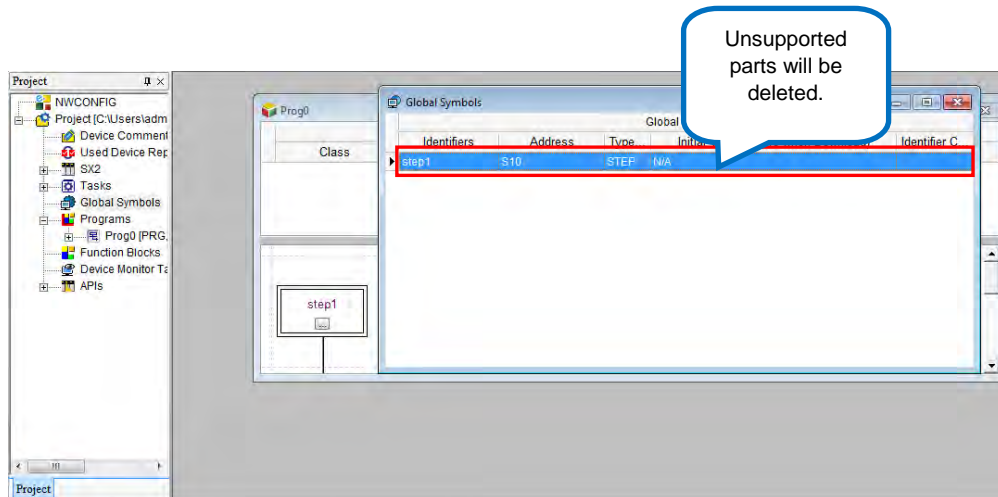 Unsupported
parts will be
deleted.
Project
NWCONFIG
Project [C:\Users\adm
Device Comment
Used Device Rep
SX2
Tasks
Global Symbols
Programs
Prog0 [PRG,
Function Blocks
Device Monitor Ta
APIs
Project
Prog0
Class
step1
...
Global Symbols
Global
Identifiers Address Type... Initial Identifier C...
step1 S10 STEP N/A